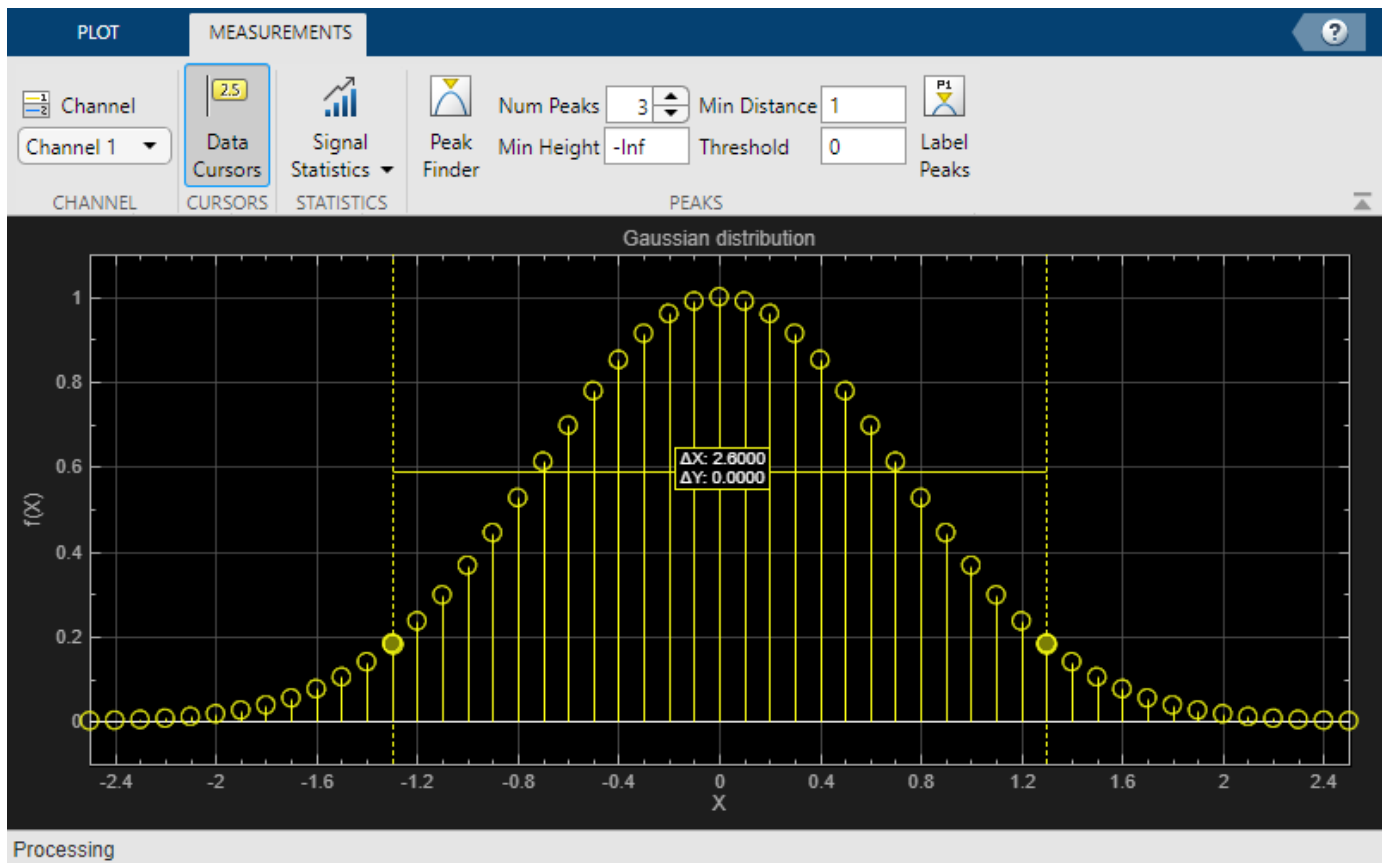 PLOT
MEASUREMENTS
?
Channel
Channel 1
CHANNEL
2.5
Data
Cursors
CURSORS
Signal
Statistics
STATISTICS
Peak
Finder
Num Peaks 3
Min Height -Inf
Min Distance 1
Threshold 0
P1
Label
Peaks
PEAKS
Gaussian distribution
1
0.8
0.6
0.4
0.2
0
f(X)
ΔX: 2.6000
ΔY: 0.0000
-2.4 -2 -1.6 -1.2 -0.8 -0.4 0 0.4 0.8 1.2 1.6 2 2.4
X
Processing